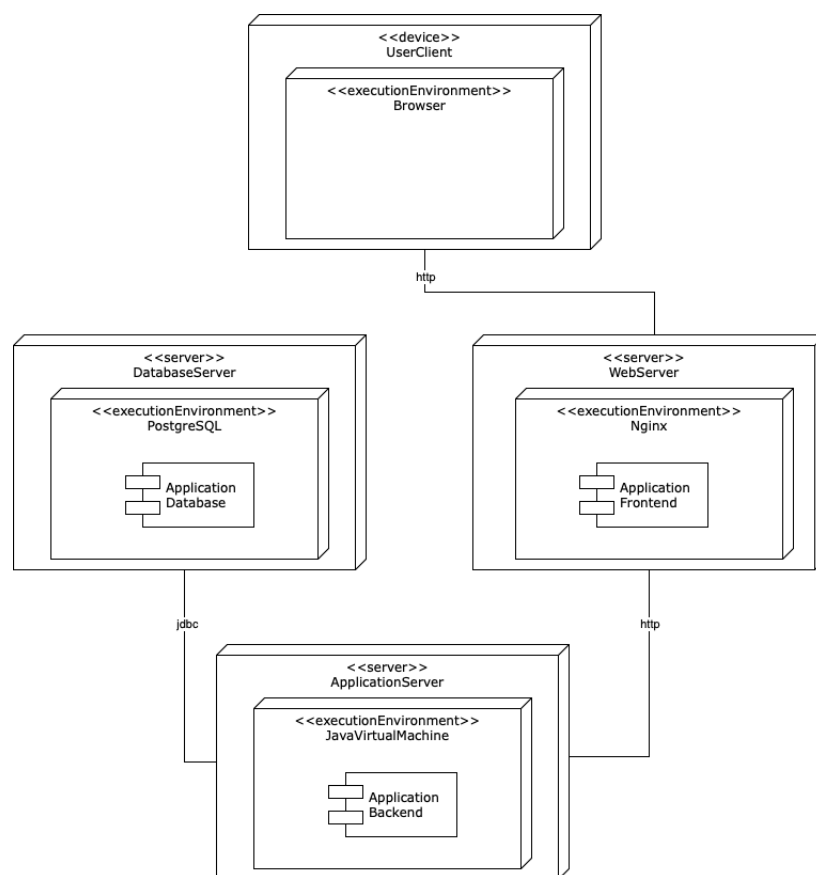 <<device>>
UserClient
<<executionEnvironment>>
Browser
http
<<server>>
DatabaseServer
<<executionEnvironment>>
PostgreSQL
Application
Database
<<server>>
WebServer
<<executionEnvironment>>
Nginx
Application
Frontend
jdbc
http
<<server>>
ApplicationServer
<<executionEnvironment>>
JavaVirtualMachine
Application
Backend